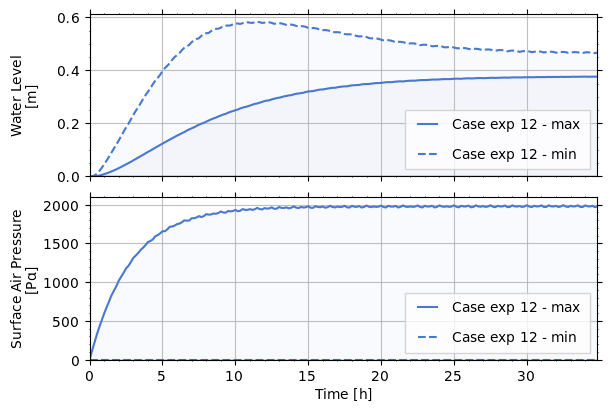 0.6
0.4
0.2
0.0
Water Level
[m]
Case exp 12 - max
Case exp 12 - min
2000
1500
1000
500
0
Surface Air Pressure
[Pα]
Case exp 12 - max
Case exp 12 - min
0
5
10
15
20
25
30
Time [h]